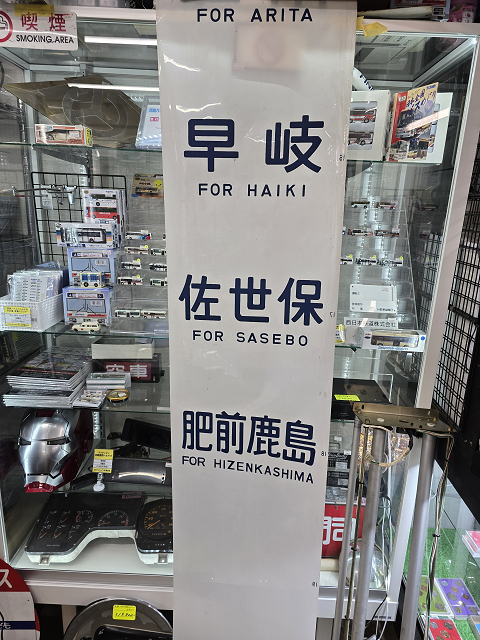 喫煙
SMOKING.AREA
FOR ARITA
早岐
FOR HAIKI
佐世保
FOR SASEBO
肥前鹿島
FOR HIZENKASHIMA